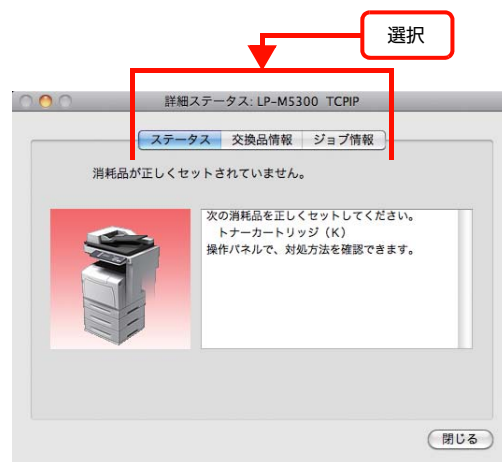 選択
詳細ステータス: LP-M5300 TCPIP
ステータス 交換品情報 ジョブ情報
消耗品が正しくセットされていません。
次の消耗品を正しくセットしてください。
トナーカートリッジ（K）
操作パネルで、対処方法を確認できます。
閉じる